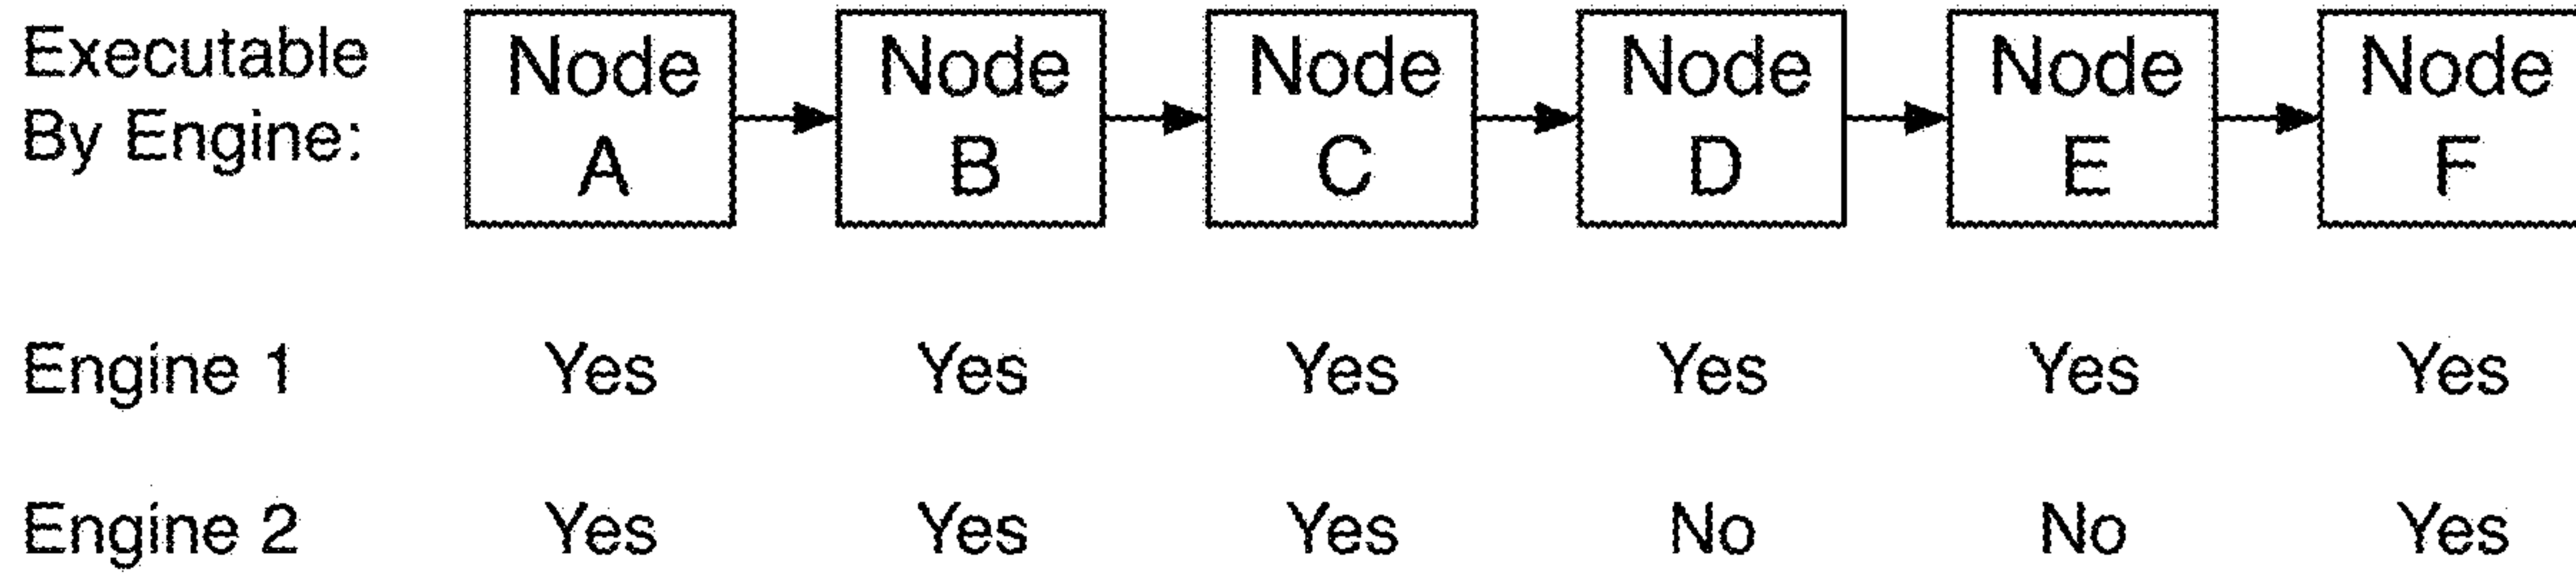 Executable
By Engine:
Node
A
Node
B
Node
C
Node
D
Node
E
Node
F
Engine 1 Yes Yes Yes Yes Yes Yes
Engine 2 Yes Yes Yes No No Yes